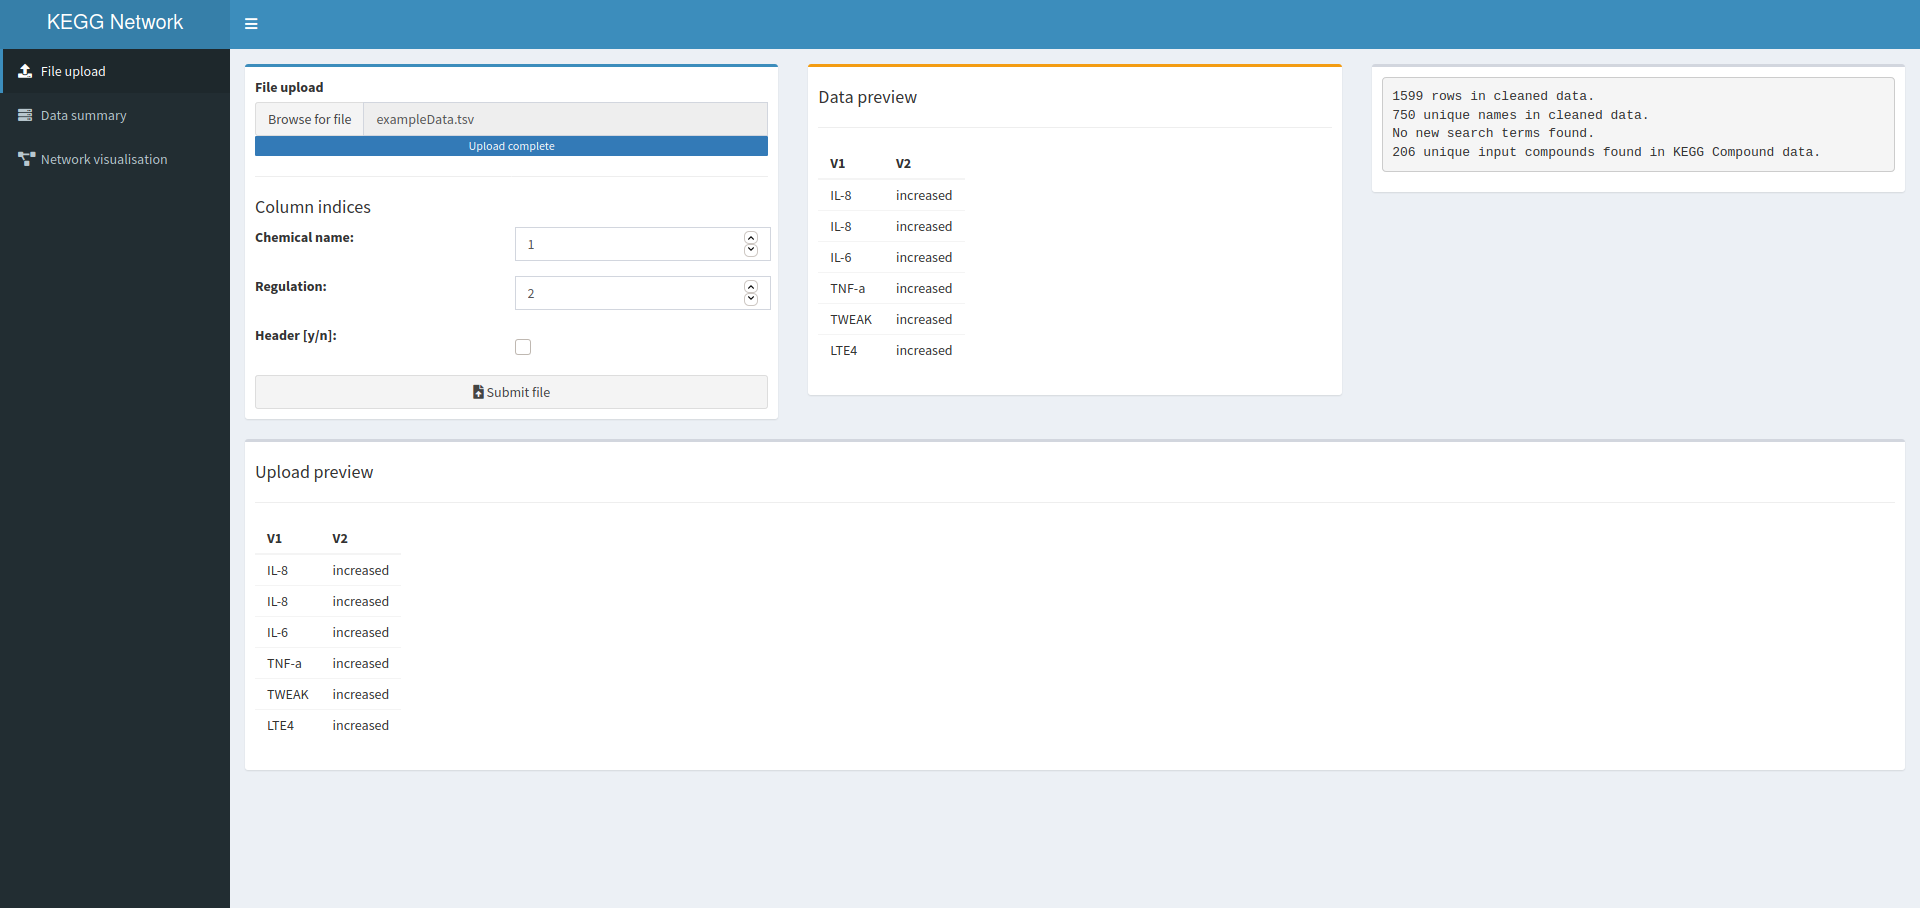 KEGG Network
File upload
Data summary
Network visualisation
File upload
Browse for file exampleData.tsv
Upload complete
Column indices
Chemical name: 1
Regulation: 2
Header [y/n]:
Submit file
Data preview
V1 V2
IL-8 increased
IL-8 increased
IL-6 increased
TNF-a increased
TWEAK increased
LTE4 increased
1599 rows in cleaned data.
750 unique names in cleaned data.
No new search terms found.
206 unique input compounds found in KEGG Compound data.
Upload preview
V1 V2
IL-8 increased
IL-8 increased
IL-6 increased
TNF-a increased
TWEAK increased
LTE4 increased